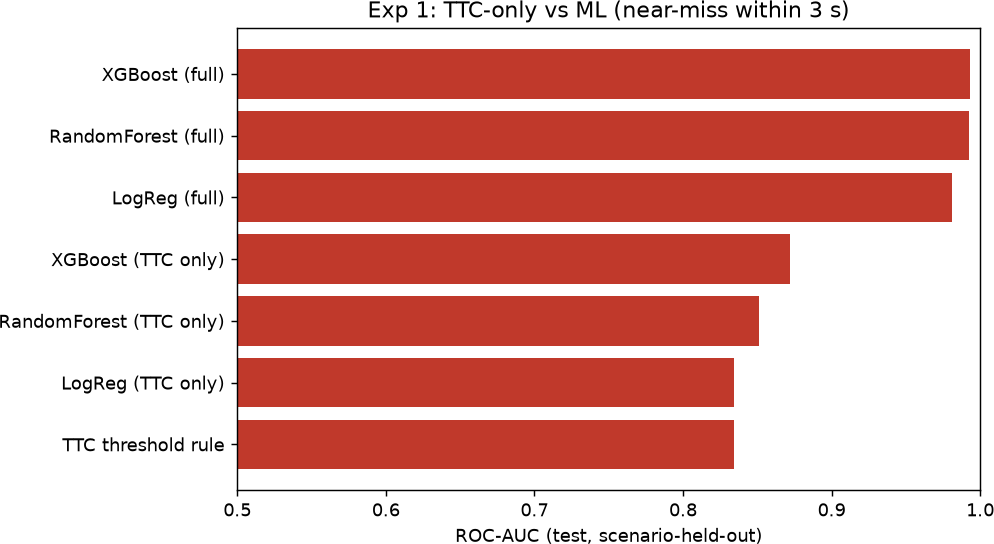 Exp 1: TTC-only vs ML (near-miss within 3 s)
XGBoost (full)
RandomForest (full)
LogReg (full)
XGBoost (TTC only)
RandomForest (TTC only)
LogReg (TTC only)
TTC threshold rule
0.5 0.6 0.7 0.8 0.9 1.0
ROC-AUC (test, scenario-held-out)